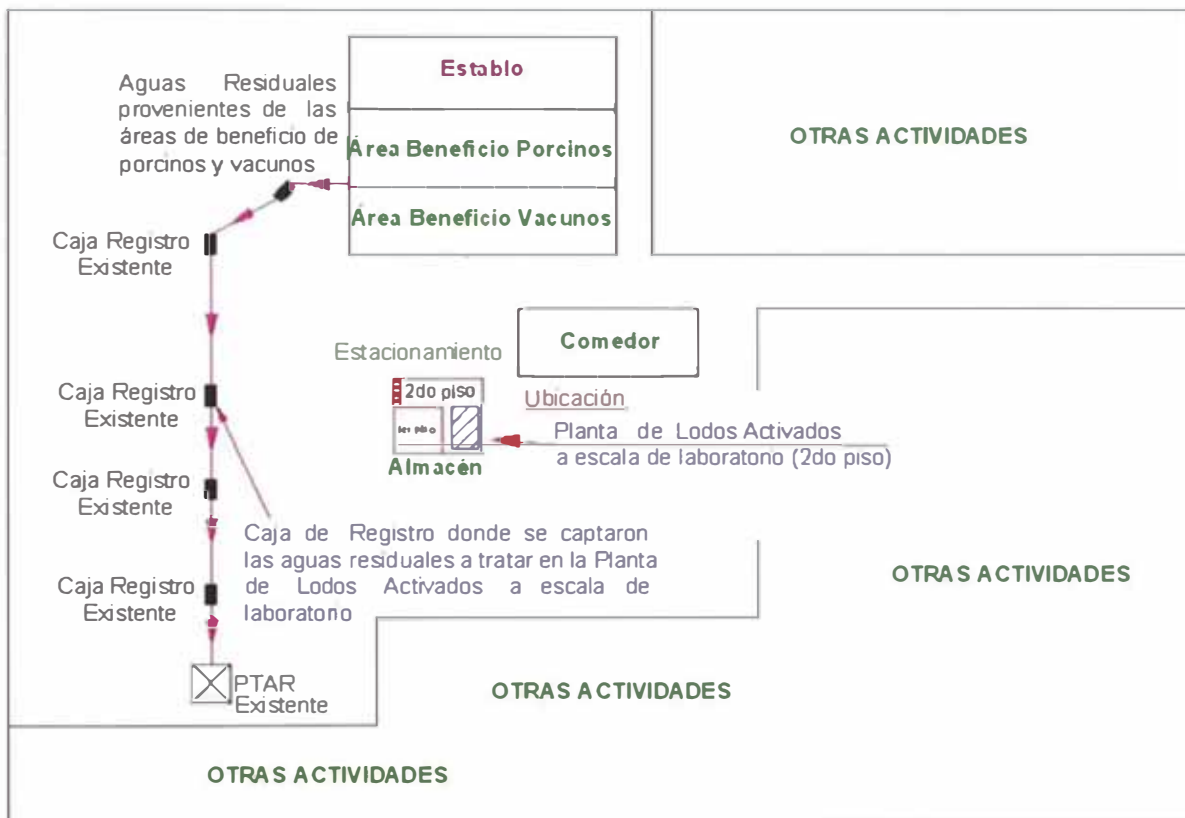 Establo
Aguas Residuales
provenientes de las
áreas de beneficio de
porcinos y vacunos
Área Beneficio Porcinos
Área Beneficio Vacunos
OTRAS ACTIVIDADES
Caja Registro
Existente
Comedor
Estacionamiento
2do piso
1er piso
Almacén
Ubicación
Planta de Lodos Activados
a escala de laboratorio (2do piso)
Caja Registro
Existente
Caja Registro
Existente
Caja de Registro donde se captaron
las aguas residuales a tratar en la Planta
de Lodos Activados a escala de
laboratorio
Caja Registro
Existente
OTRAS ACTIVIDADES
PTAR
Existente
OTRAS ACTIVIDADES
OTRAS ACTIVIDADES